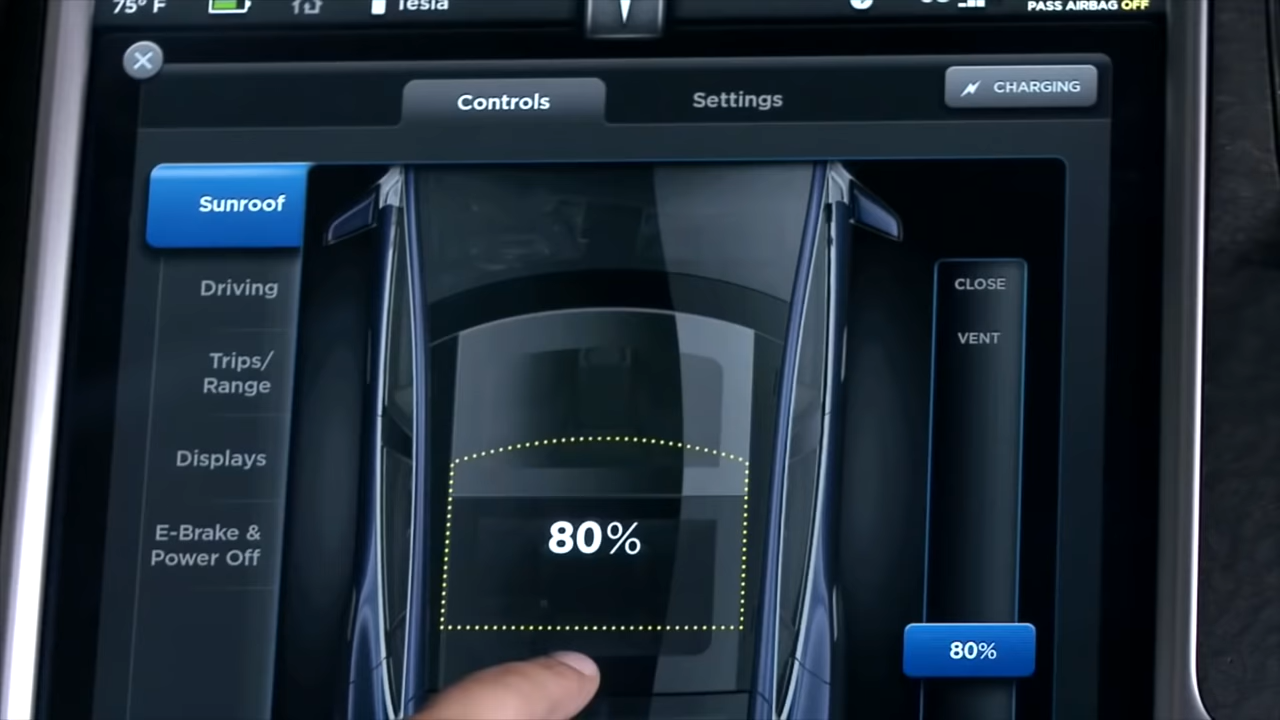 75° F
Tesla
PASS AIRBAG OFF
Controls
Settings
CHARGING
Sunroof
Driving
Trips/
Range
Displays
E-Brake &
Power Off
CLOSE
VENT
80%
80%